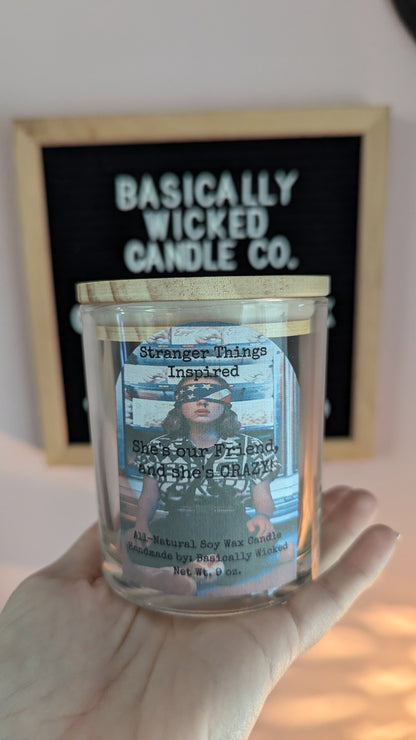 BASICALLY
WICKED
CANDLE CO.
Stranger Things
Inspired
She's our Friend,
and she's CRAZY!
All-Natural Soy Wax Candle
Handmade by: Basically Wicked
Net Wt. 9 oz.